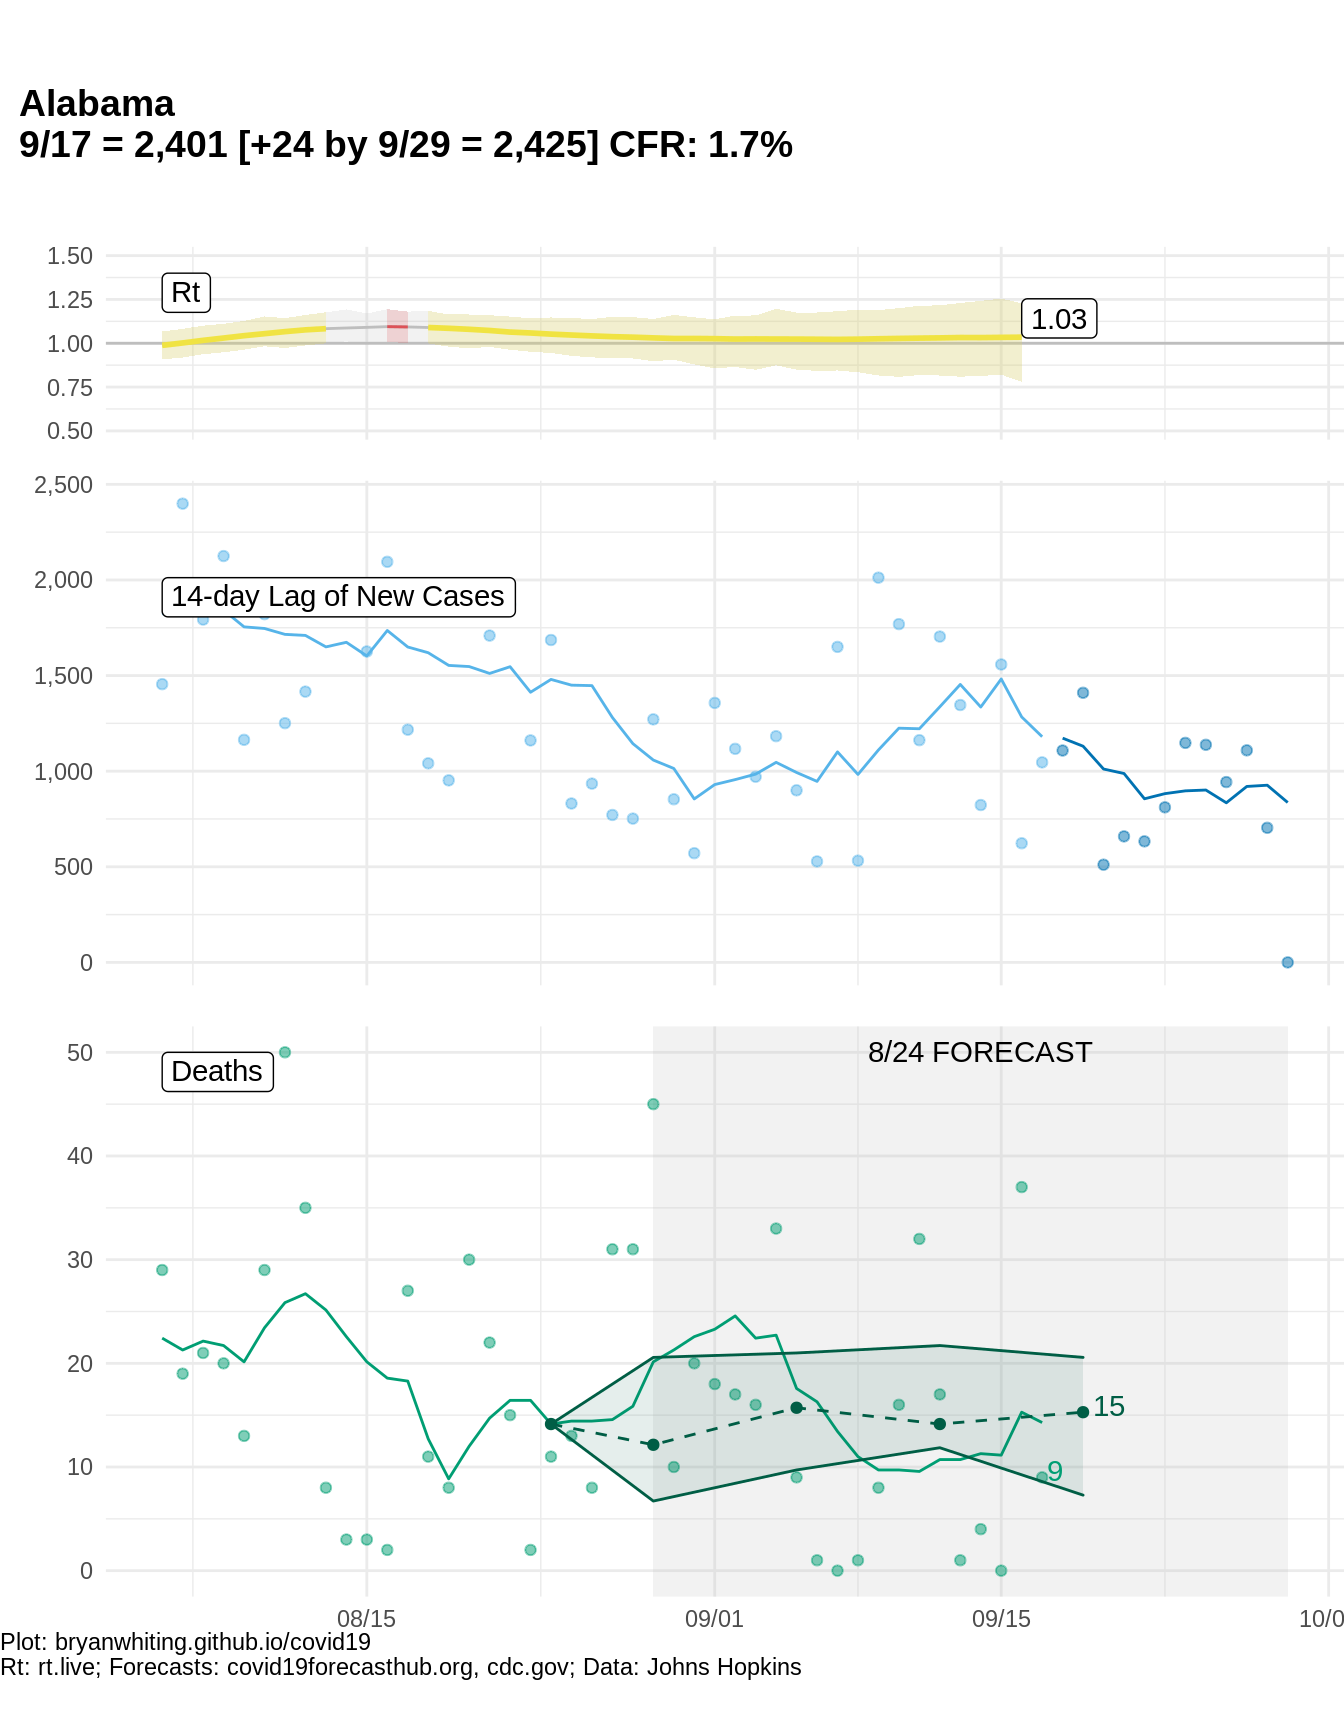 Alabama
9/17 = 2,401 [+24 by 9/29 = 2,425] CFR: 1.7%
1.50
1.25
1.00
0.75
0.50
Rt
1.03
2,500
2,000
1,500
1,000
500
0
14-day Lag of New Cases
50
40
30
20
10
0
Deaths
8/24 FORECAST
15
9
08/15 09/01 09/15 10/0
Plot: bryanwhiting.github.io/covid19
Rt: rt.live; Forecasts: covid19forecasthub.org, cdc.gov; Data: Johns Hopkins